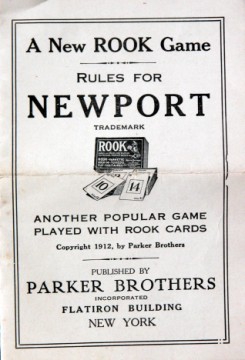 A New ROOK Game
RULES FOR
NEWPORT
TRADEMARK
ROOK
10
14
ANOTHER POPULAR GAME
PLAYED WITH ROOK CARDS
Copyright 1912, by Parker Brothers
PUBLISHED BY
PARKER BROTHERS
INCORPORATED
FLATIRON BUILDING
NEW YORK